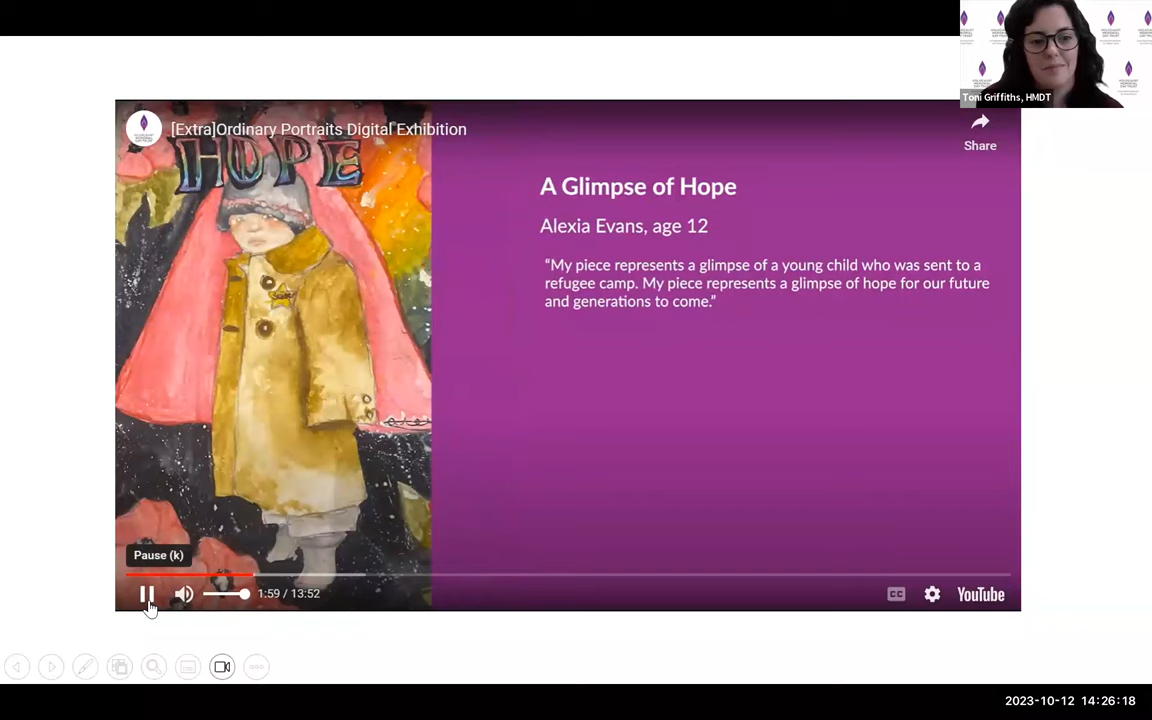 Toni Griffiths, HMDT
[Extra]Ordinary Portraits Digital Exhibition
Share
HOPE
A Glimpse of Hope
Alexia Evans, age 12
“My piece represents a glimpse of a young child who was sent to a
refugee camp. My piece represents a glimpse of hope for our future
and generations to come.”
Pause (k)
1:59 / 13:52
CC
YouTube
2023-10-12 14:26:18